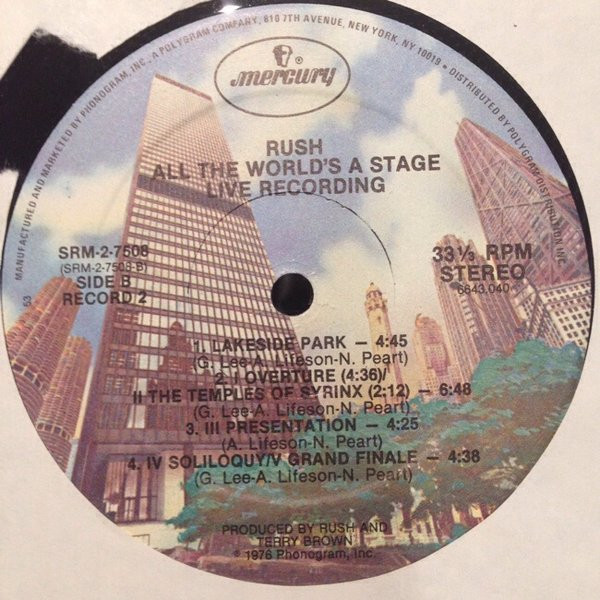 MANUFACTURED AND MARKETED BY PHONOGRAM, INC., A POLYGRAM COMPANY, 810 7TH AVENUE, NEW YORK, NY 10019 • DISTRIBUTED BY POLYGRAM DISTRIBUTION, INC.
mercury ®
RUSH
ALL THE WORLD'S A STAGE
LIVE RECORDING
SRM-2-7508
(SRM-2-7508-B)
SIDE B
RECORD 2
33⅓ RPM
STEREO
6643,040
53
1. LAKESIDE PARK — 4:45
(G. Lee-A. Lifeson-N. Peart)
2. I OVERTURE (4:36)/
II THE TEMPLES OF SYRINX (2:12) — 6:48
(G. Lee-A. Lifeson-N. Peart)
3. III PRESENTATION — 4:25
(A. Lifeson-N. Peart)
4. IV SOLILOQUY/V GRAND FINALE — 4:38
(G. Lee-A. Lifeson-N. Peart)
PRODUCED BY RUSH AND
TERRY BROWN
℗ 1976 Phonogram, Inc.